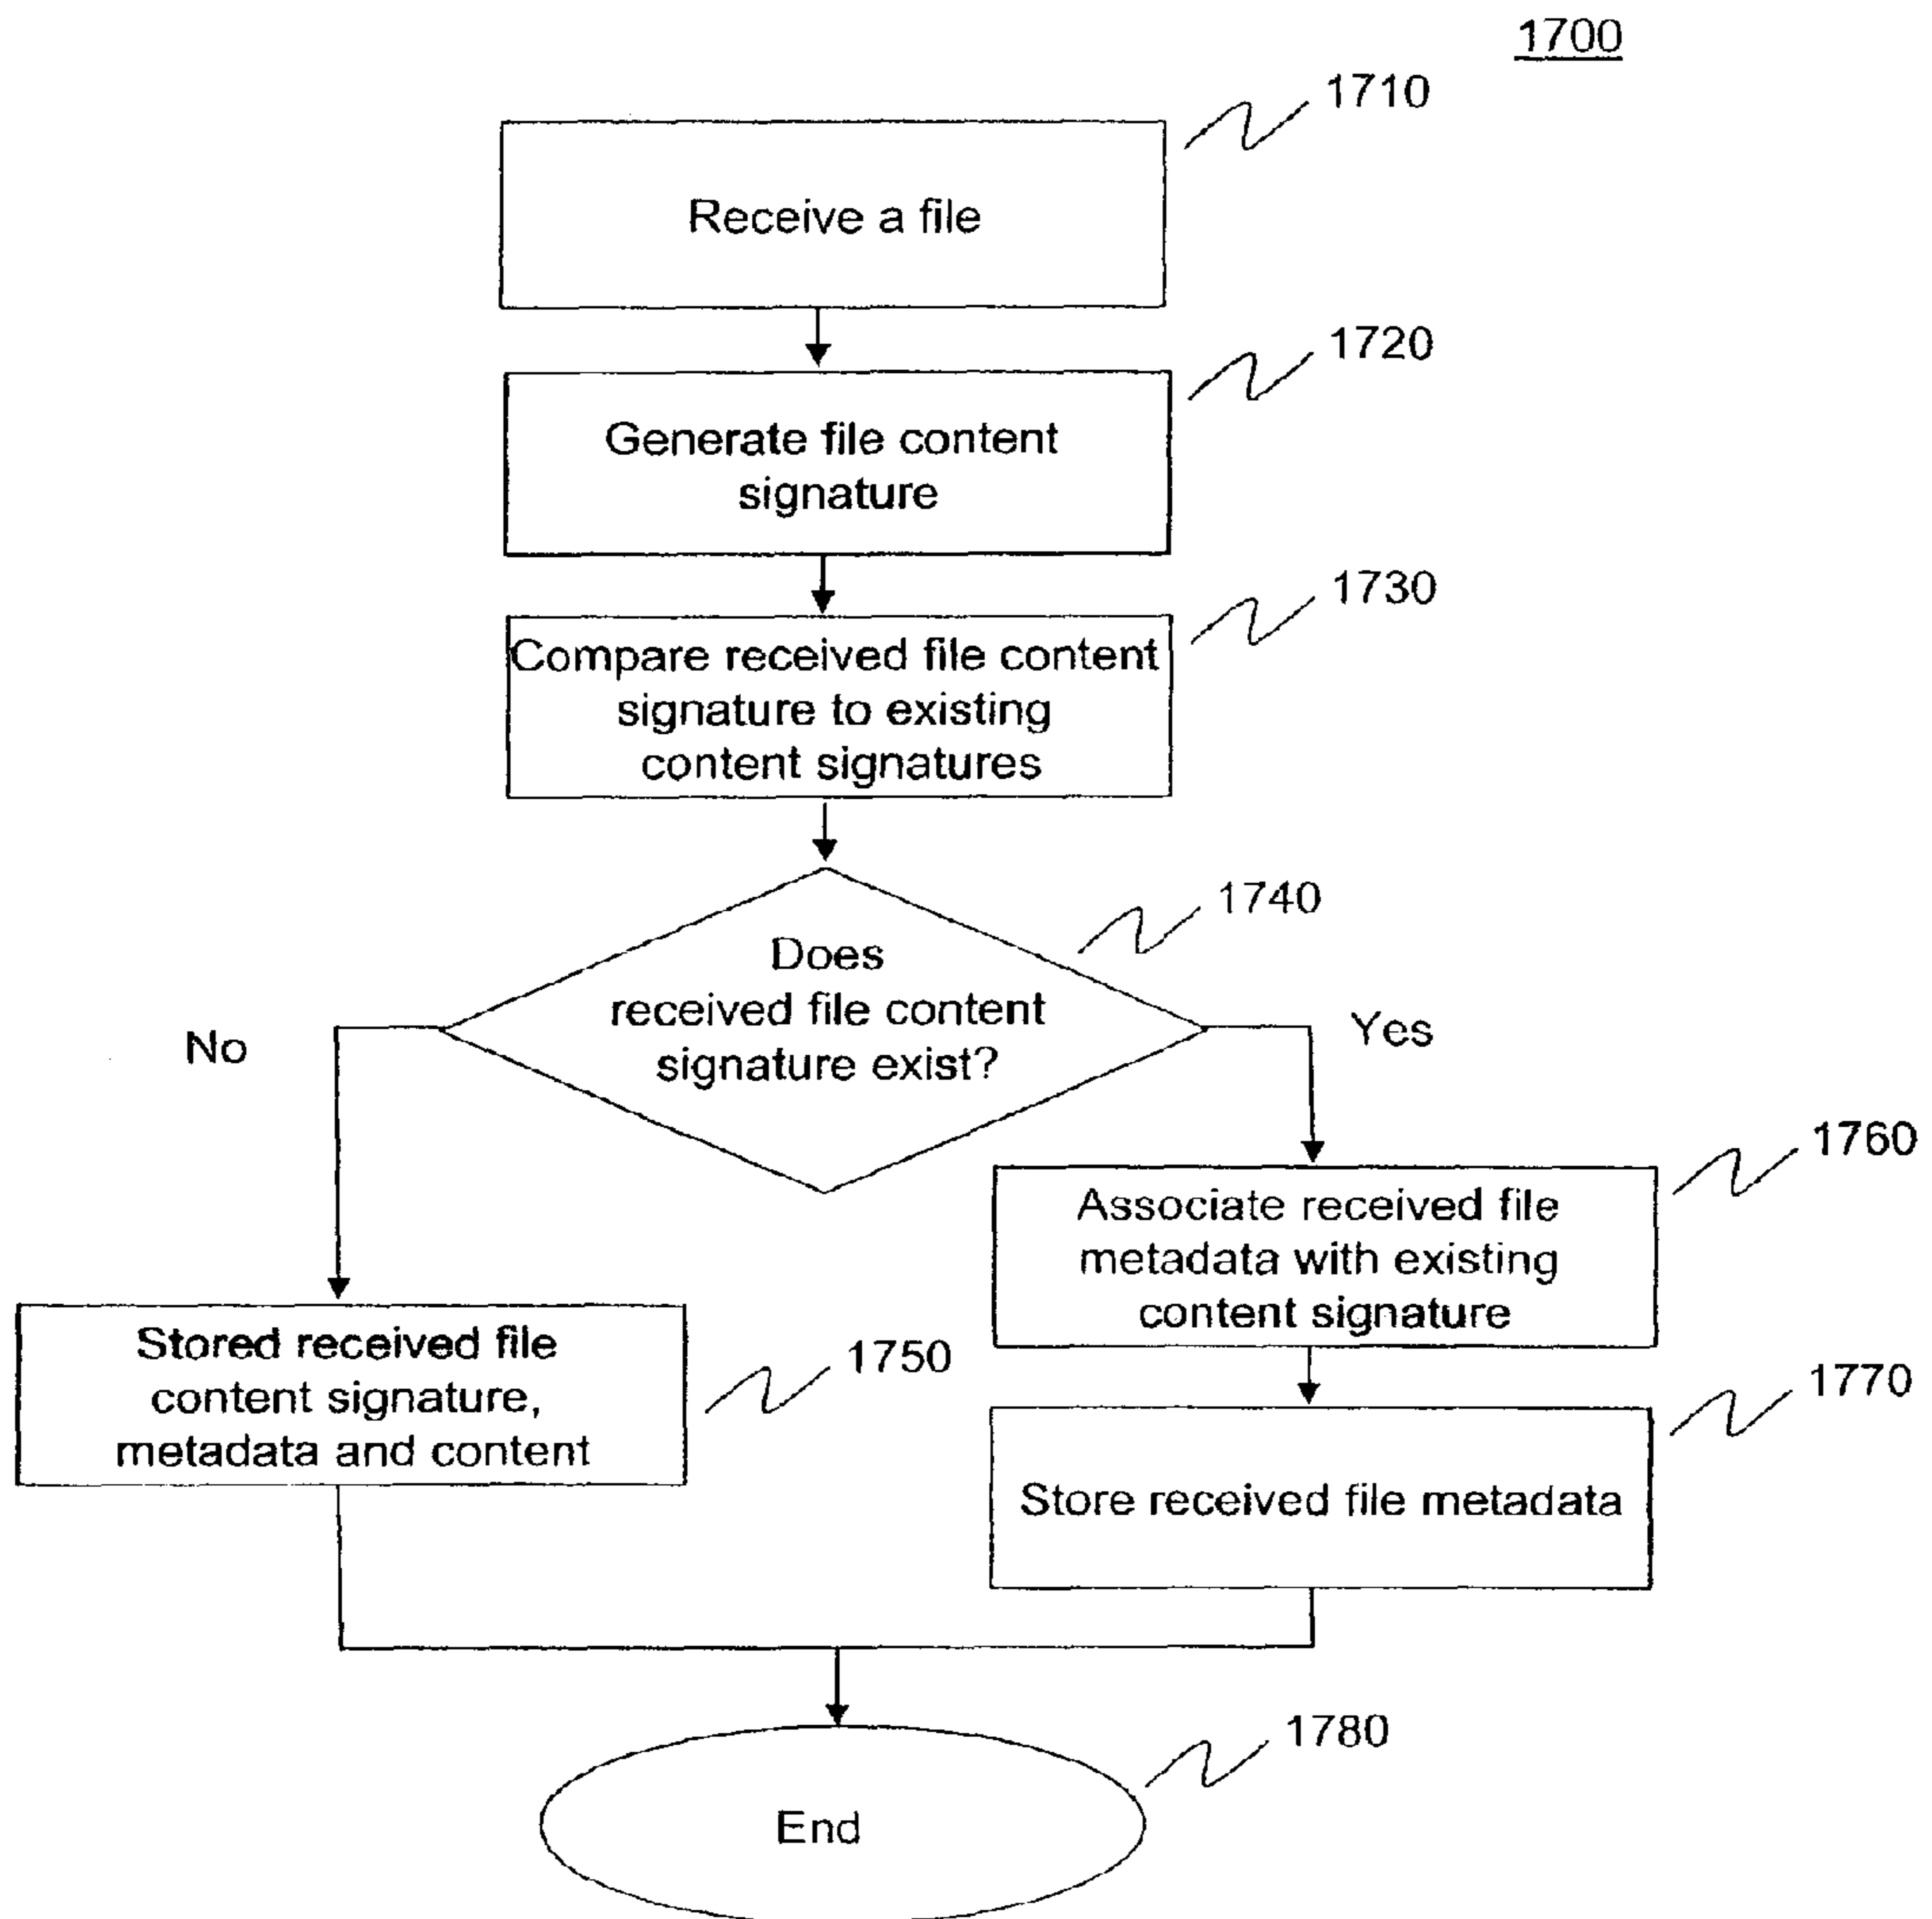 1700
1710
Receive a file
1720
Generate file content
signature
1730
Compare received file content
signature to existing
content signatures
1740
Does
received file content
signature exist?
No
Yes
1760
Associate received file
metadata with existing
content signature
Stored received file
content signature,
metadata and content
1750
1770
Store received file metadata
1780
End